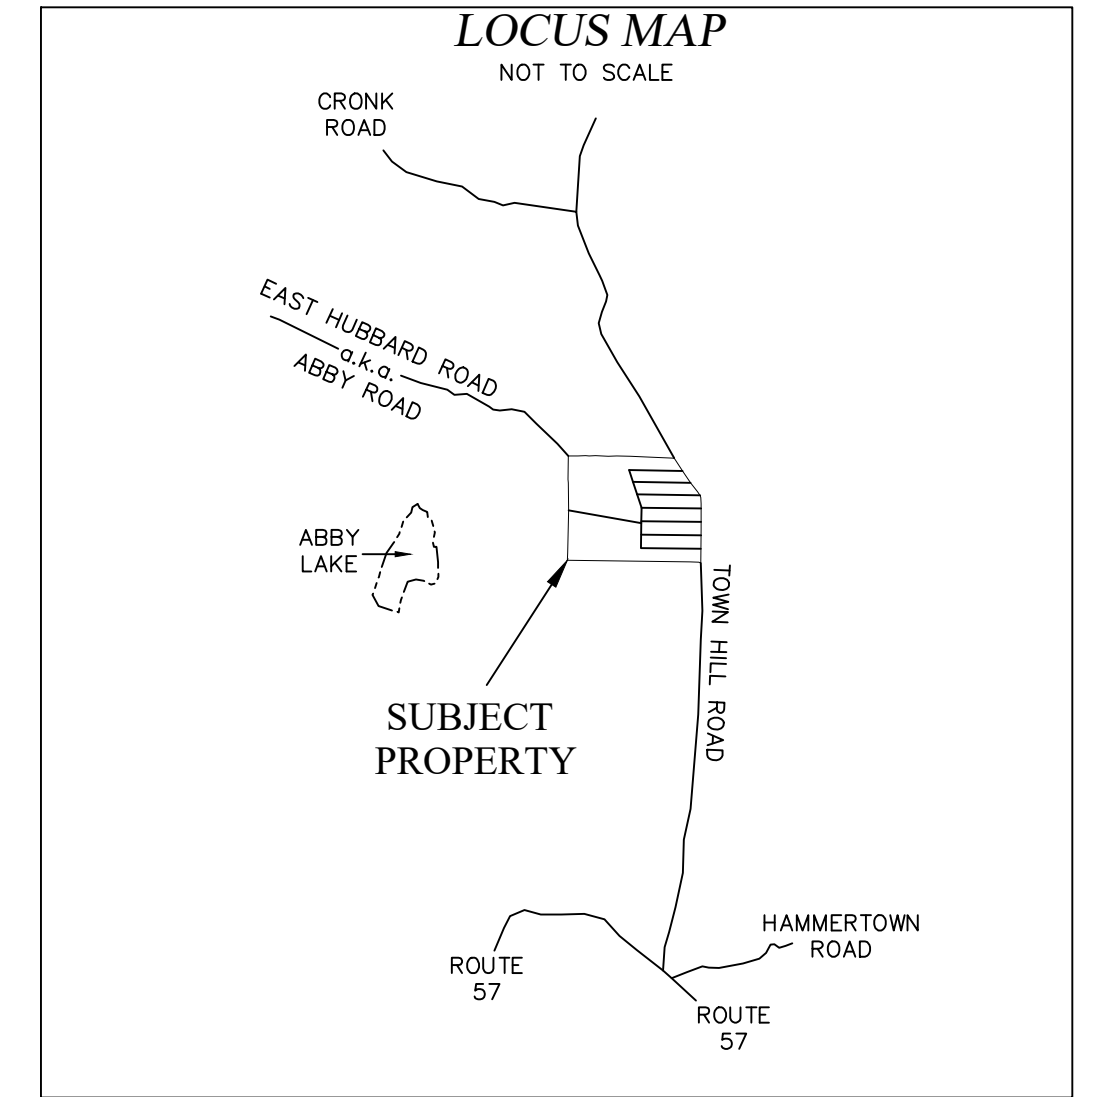 LOCUS MAP
NOT TO SCALE
CRONK
ROAD
EAST HUBBARD ROAD
a.k.a.
ABBY ROAD
ABBY
LAKE
TOWN HILL ROAD
SUBJECT
PROPERTY
HAMMERTOWN
ROAD
ROUTE
57
ROUTE
57